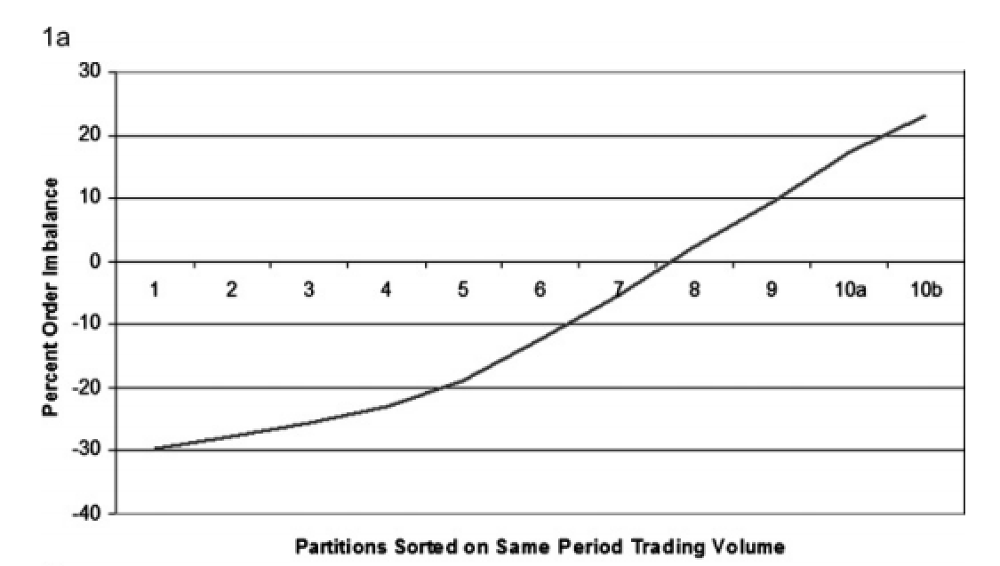 1a
30
20
10
0
-10
-20
-30
-40
Percent Order Imbalance
1 2 3 4 5 6 7 8 9 10a 10b
Partitions Sorted on Same Period Trading Volume